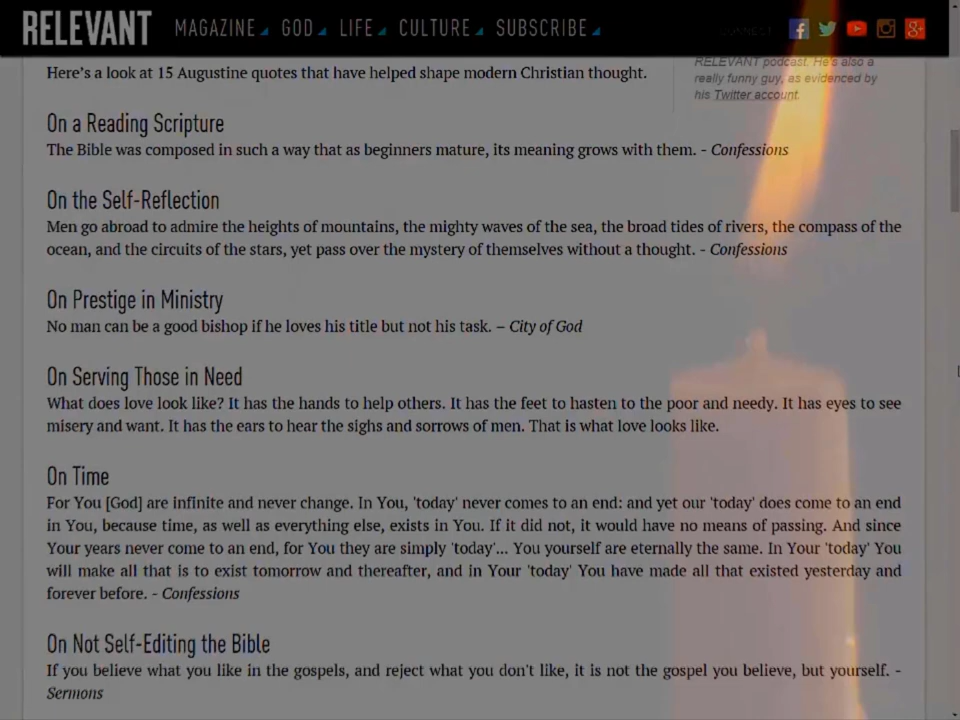 RELEVANT MAGAZINE GOD LIFE CULTURE SUBSCRIBE CONNECT
RELEVANT podcast. He's also a
really funny guy, as evidenced by
his Twitter account.
Here's a look at 15 Augustine quotes that have helped shape modern Christian thought.
On a Reading Scripture
The Bible was composed in such a way that as beginners mature, its meaning grows with them. - Confessions
On the Self-Reflection
Men go abroad to admire the heights of mountains, the mighty waves of the sea, the broad tides of rivers, the compass of the
ocean, and the circuits of the stars, yet pass over the mystery of themselves without a thought. - Confessions
On Prestige in Ministry
No man can be a good bishop if he loves his title but not his task. – City of God
On Serving Those in Need
What does love look like? It has the hands to help others. It has the feet to hasten to the poor and needy. It has eyes to see
misery and want. It has the ears to hear the sighs and sorrows of men. That is what love looks like.
On Time
For You [God] are infinite and never change. In You, 'today' never comes to an end: and yet our 'today' does come to an end
in You, because time, as well as everything else, exists in You. If it did not, it would have no means of passing. And since
Your years never come to an end, for You they are simply 'today'... You yourself are eternally the same. In Your 'today' You
will make all that is to exist tomorrow and thereafter, and in Your 'today' You have made all that existed yesterday and
forever before. - Confessions
On Not Self-Editing the Bible
If you believe what you like in the gospels, and reject what you don't like, it is not the gospel you believe, but yourself. -
Sermons